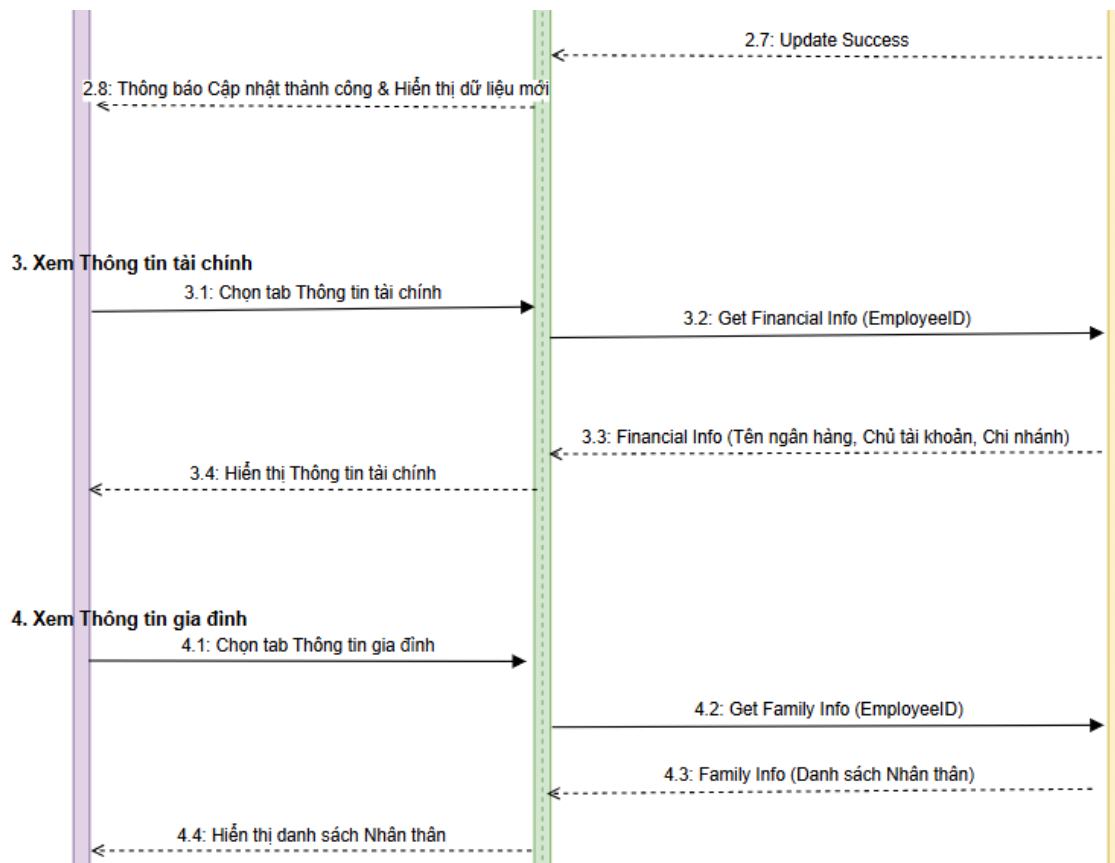 2.7: Update Success
2.8: Thông báo Cập nhật thành công & Hiển thị dữ liệu mới
3. Xem Thông tin tài chính
3.1: Chọn tab Thông tin tài chính
3.2: Get Financial Info (EmployeeID)
3.3: Financial Info (Tên ngân hàng, Chủ tài khoản, Chi nhánh)
3.4: Hiển thị Thông tin tài chính
4. Xem Thông tin gia đình
4.1: Chọn tab Thông tin gia đình
4.2: Get Family Info (EmployeeID)
4.3: Family Info (Danh sách Nhân thân)
4.4: Hiển thị danh sách Nhân thân